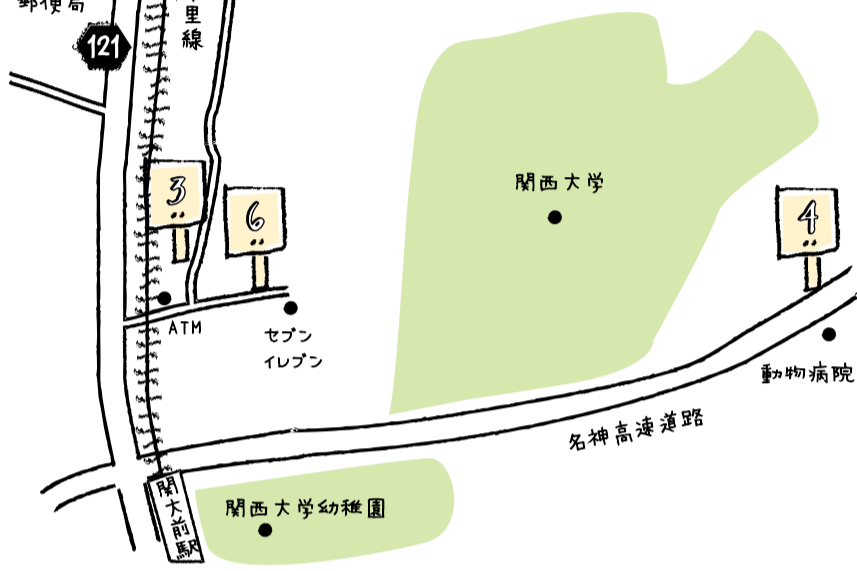 郵便局
121
里線
3
6
4
関西大学
ATM
セブン
イレブン
動物病院
名神高速道路
関大前駅
関西大学幼稚園